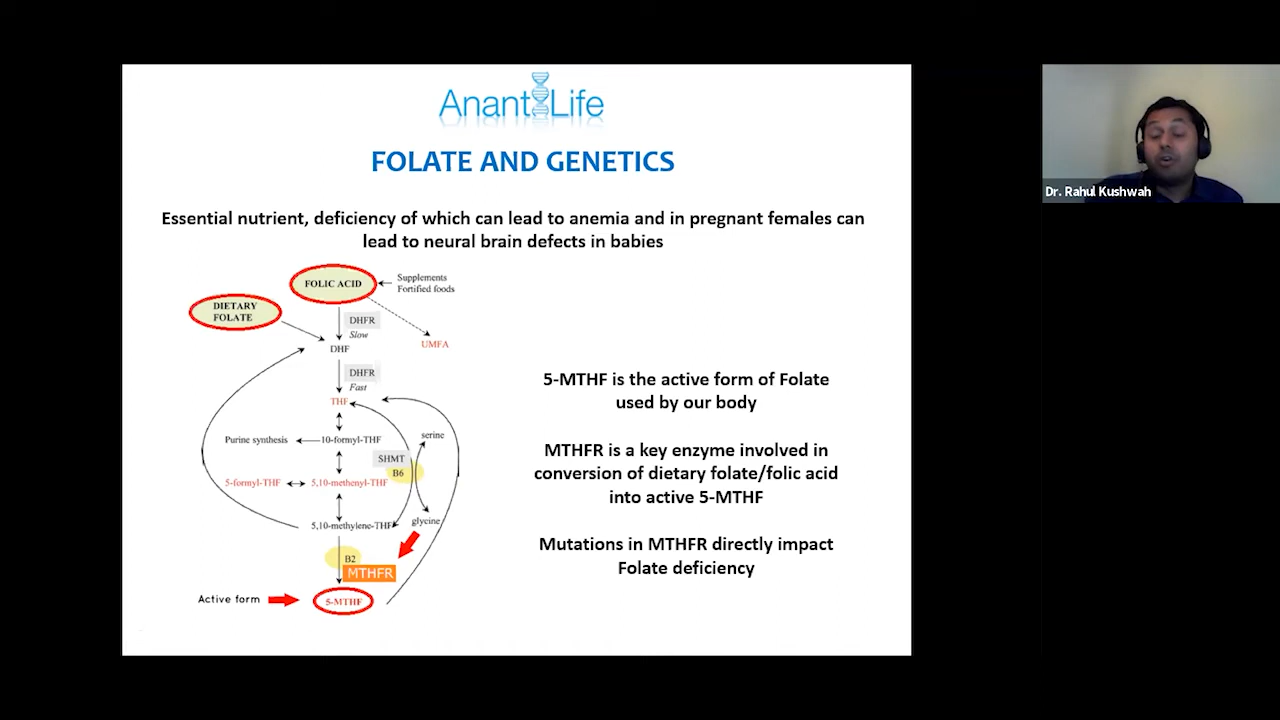 Anant Life
FOLATE AND GENETICS
Essential nutrient, deficiency of which can lead to anemia and in pregnant females can
lead to neural brain defects in babies
FOLIC ACID
Supplements
Fortified foods
DIETARY
FOLATE
DHFR
Slow
UMFA
DHF
DHFR
Fast
THF
Purine synthesis
10-formyl-THF
serine
SHMT
B6
5-formyl-THF
5,10-methenyl-THF
5,10-methylene-THF
glycine
B2
MTHFR
Active form
5-MTHF
5-MTHF is the active form of Folate
used by our body
MTHFR is a key enzyme involved in
conversion of dietary folate/folic acid
into active 5-MTHF
Mutations in MTHFR directly impact
Folate deficiency
Dr. Rahul Kushwah